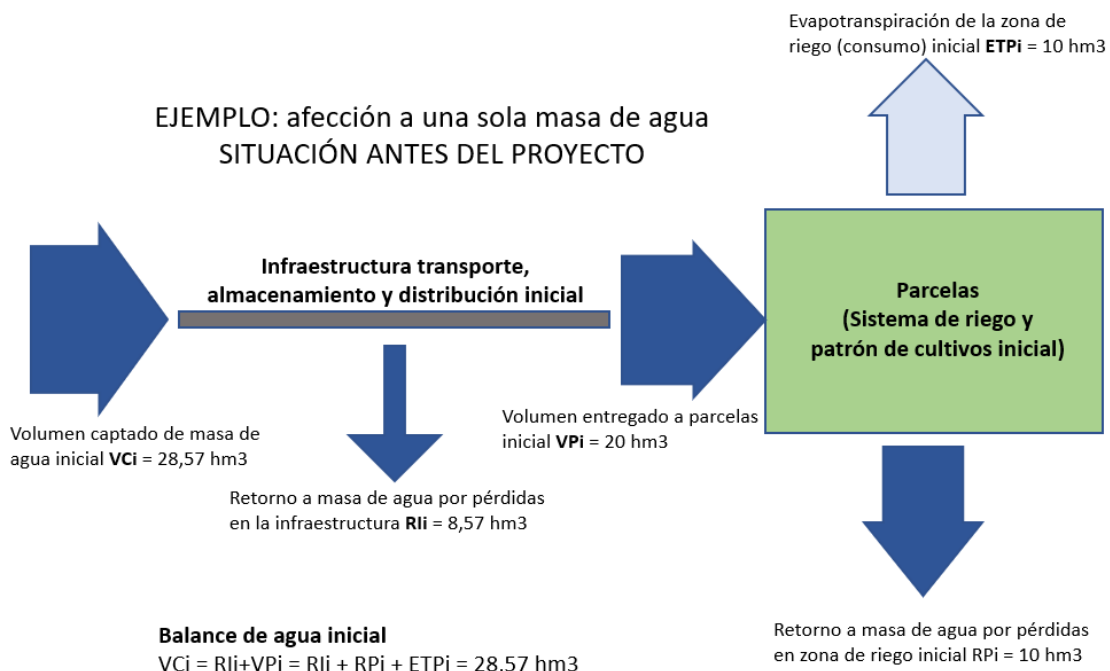 Evapotranspiración de la zona de
riego (consumo) inicial ETPi = 10 hm3
EJEMPLO: afección a una sola masa de agua
SITUACIÓN ANTES DEL PROYECTO
Infraestructura transporte,
almacenamiento y distribución inicial
Parcelas
(Sistema de riego y
patrón de cultivos inicial)
Volumen captado de masa de
agua inicial VCi = 28,57 hm3
Volumen entregado a parcelas
inicial VPi = 20 hm3
Retorno a masa de agua por pérdidas
en la infraestructura RIi = 8,57 hm3
Retorno a masa de agua por pérdidas
en zona de riego inicial RPi = 10 hm3
Balance de agua inicial
VCi = RIi+VPi = RIi + RPi + ETPi = 28,57 hm3